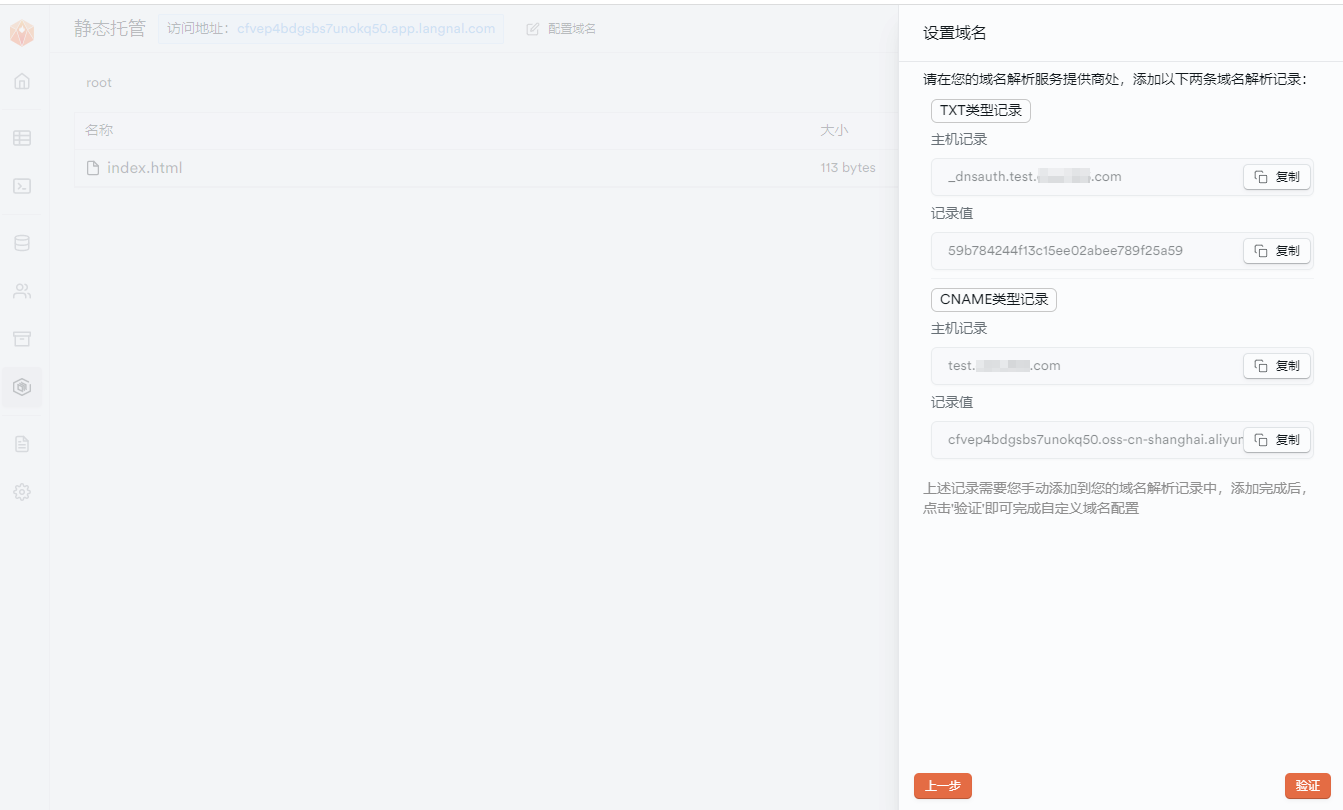 静态托管
访问地址：cfvep4bdgsbs7unokq50.app.langnal.com
配置域名
root
名称
大小
index.html
113 bytes
设置域名
请在您的域名解析服务提供商处，添加以下两条域名解析记录：
TXT类型记录
主机记录
_dnsauth.test. .com
复制
记录值
59b784244f13c15ee02abee789f25a59
复制
CNAME类型记录
主机记录
test. .com
复制
记录值
cfvep4bdgsbs7unokq50.oss-cn-shanghai.aliyun
复制
上述记录需要您手动添加到您的域名解析记录中，添加完成后，
点击'验证'即可完成自定义域名配置
上一步
验证